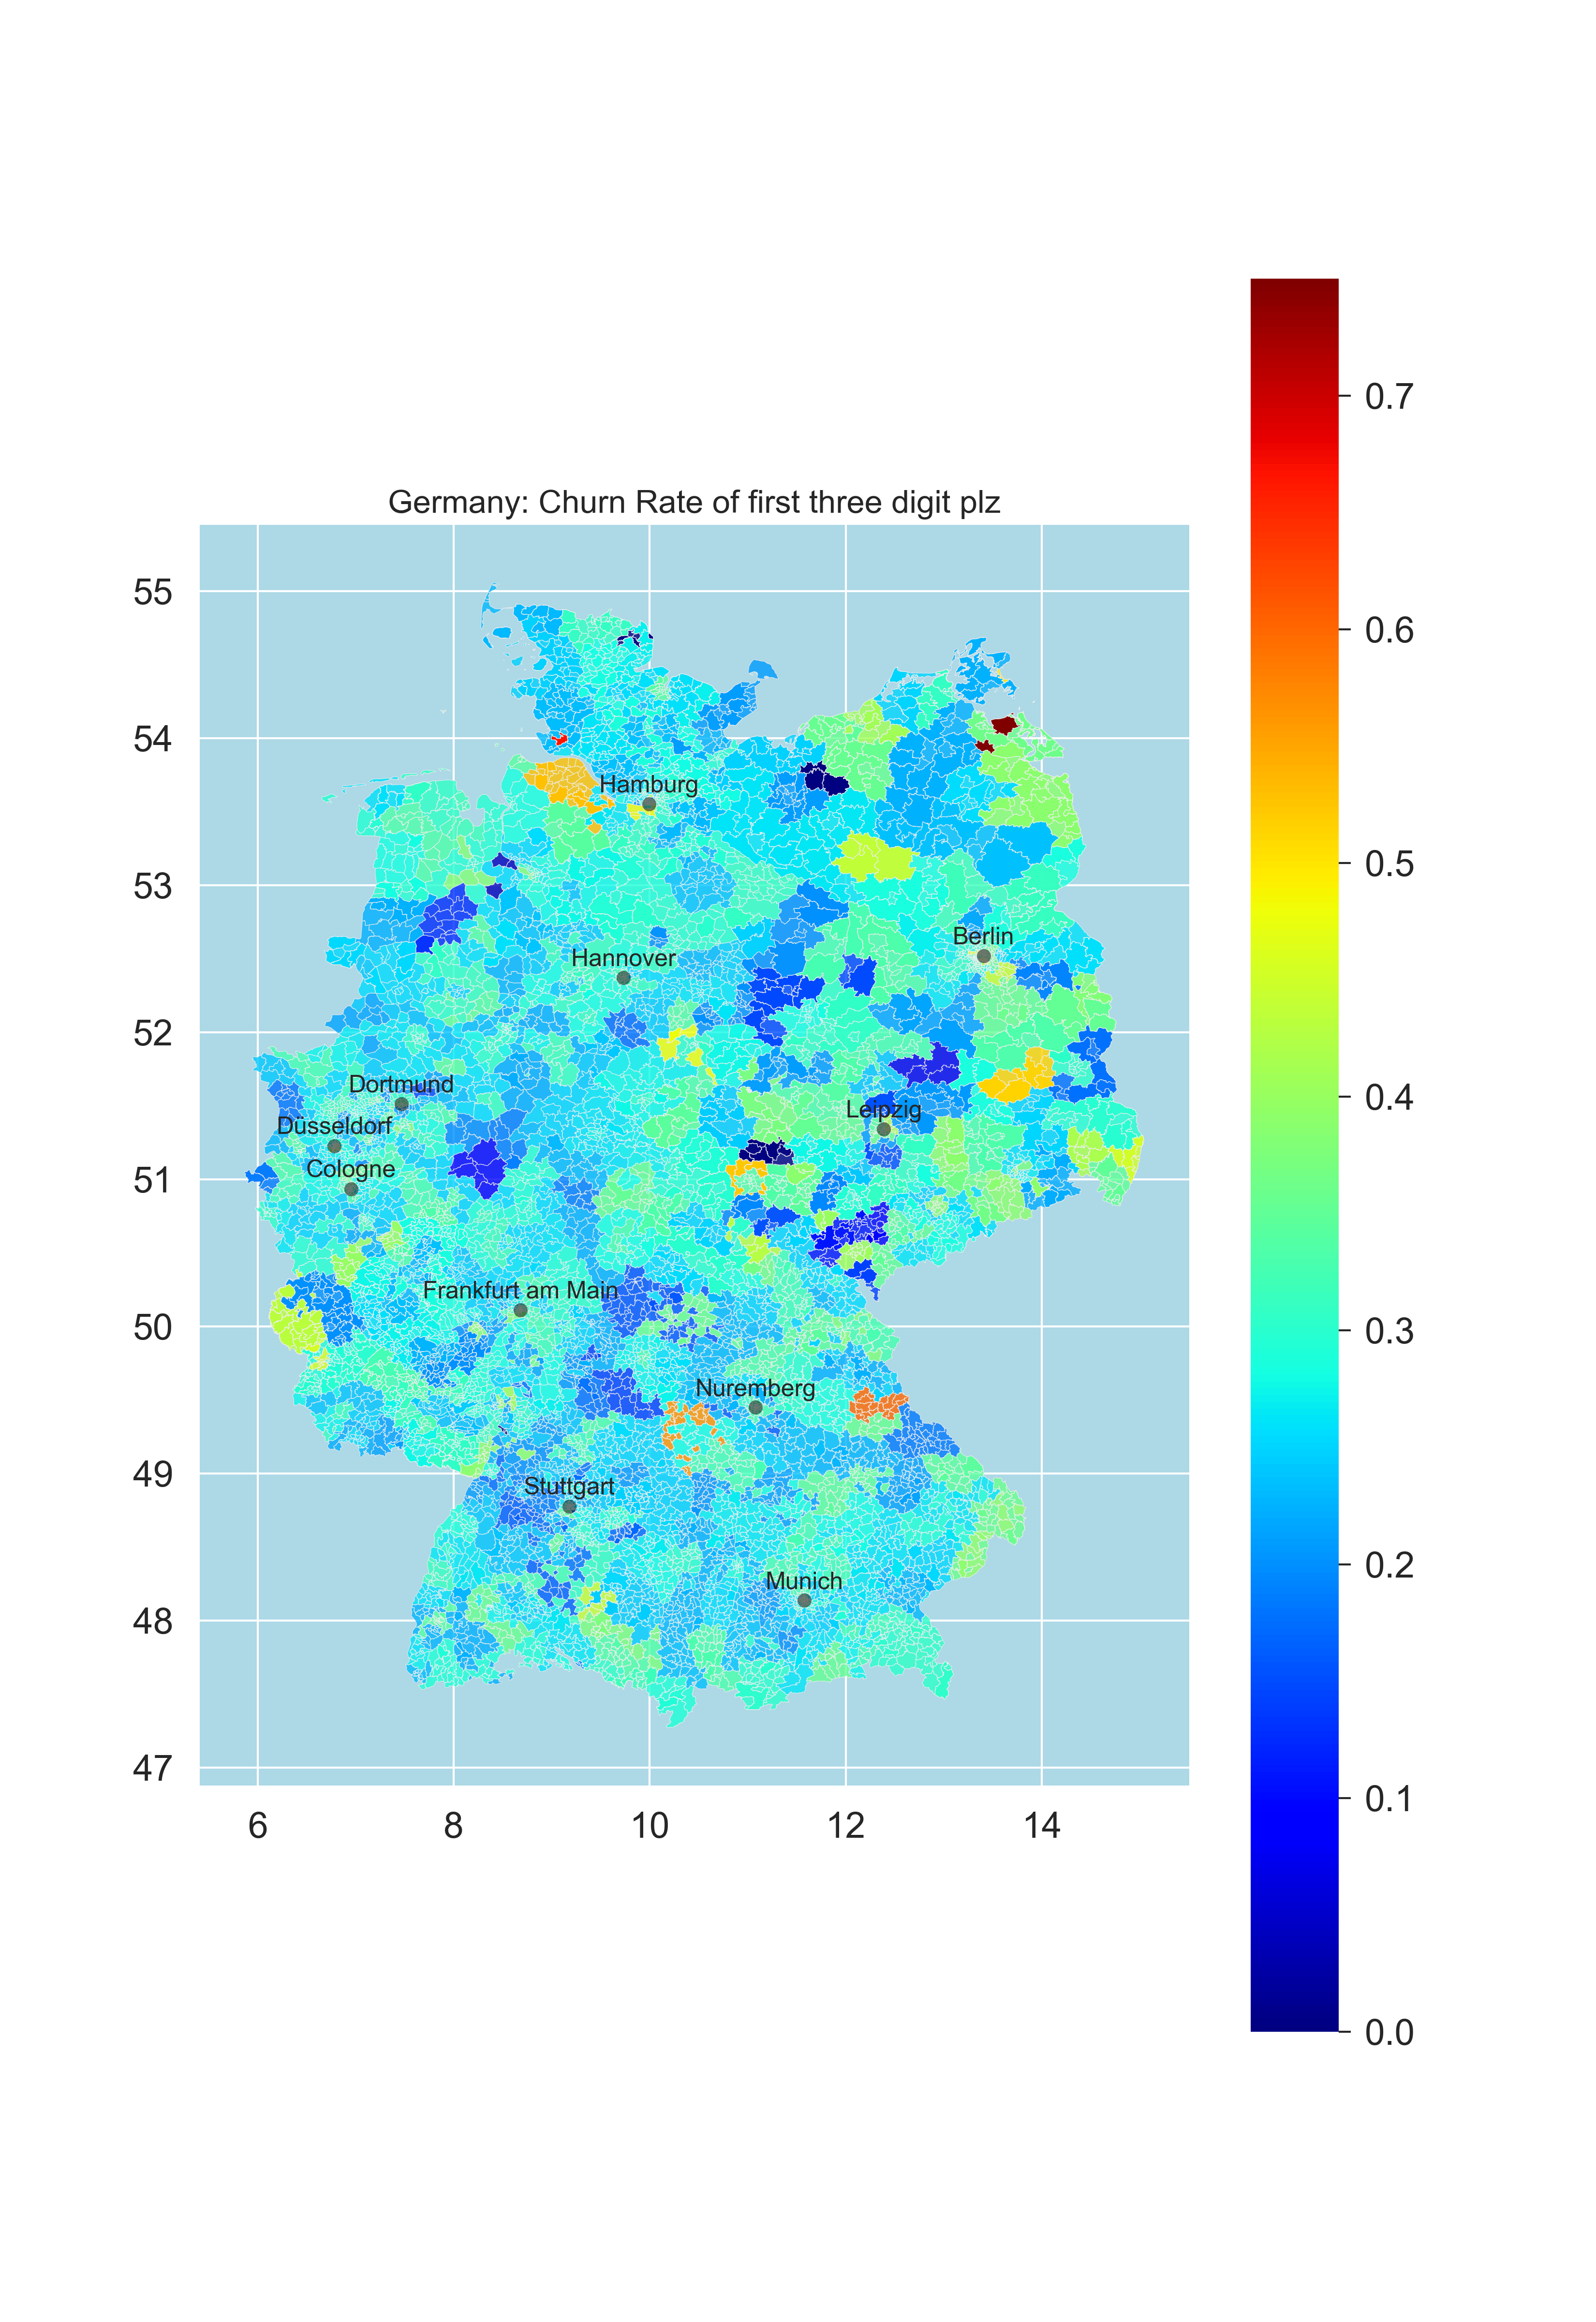 Germany: Churn Rate of first three digit plz
0.7
0.6
0.5
0.4
0.3
0.2
0.1
0.0
55
54
53
52
51
50
49
48
47
6 8 10 12 14
Hamburg
Berlin
Hannover
Dortmund
Leipzig
Düsseldorf
Cologne
Frankfurt am Main
Nuremberg
Stuttgart
Munich